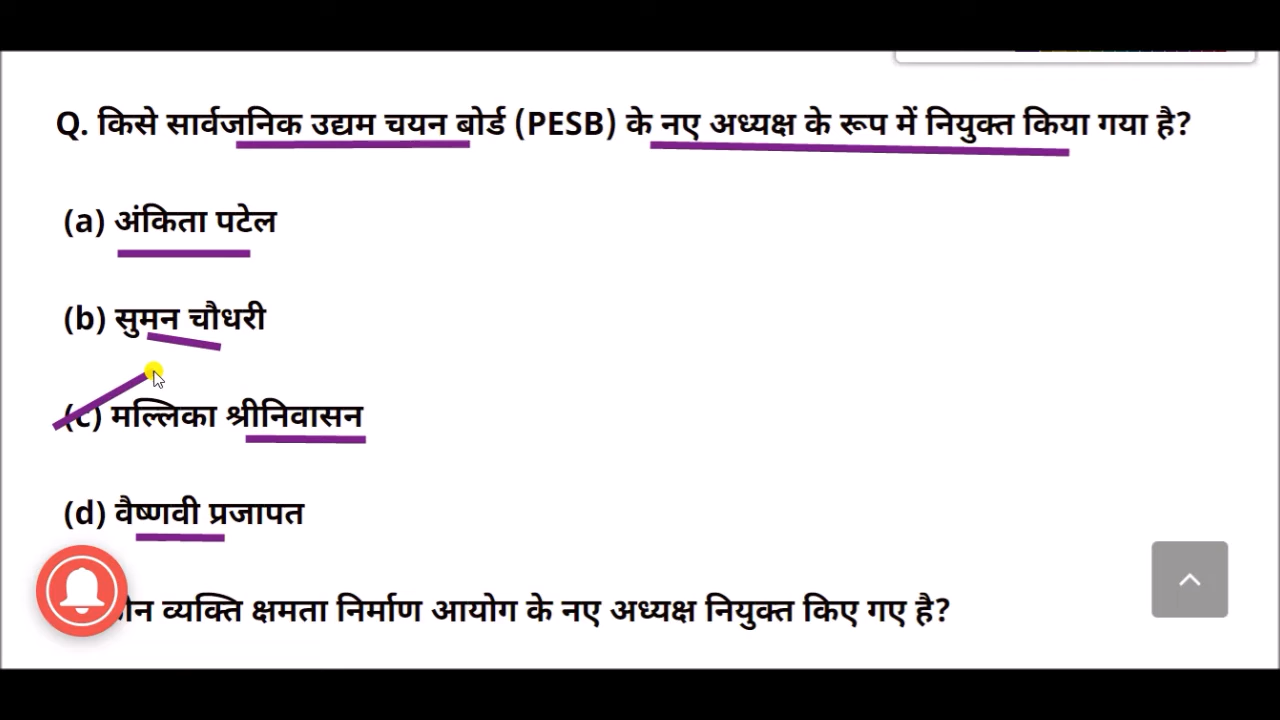 Q. किसे सार्वजनिक उद्यम चयन बोर्ड (PESB) के नए अध्यक्ष के रूप में नियुक्त किया गया है?
(a) अंकिता पटेल
(b) सुमन चौधरी
(c) मल्लिका श्रीनिवासन
(d) वैष्णवी प्रजापत
व्यक्ति क्षमता निर्माण आयोग के नए अध्यक्ष नियुक्त किए गए है?